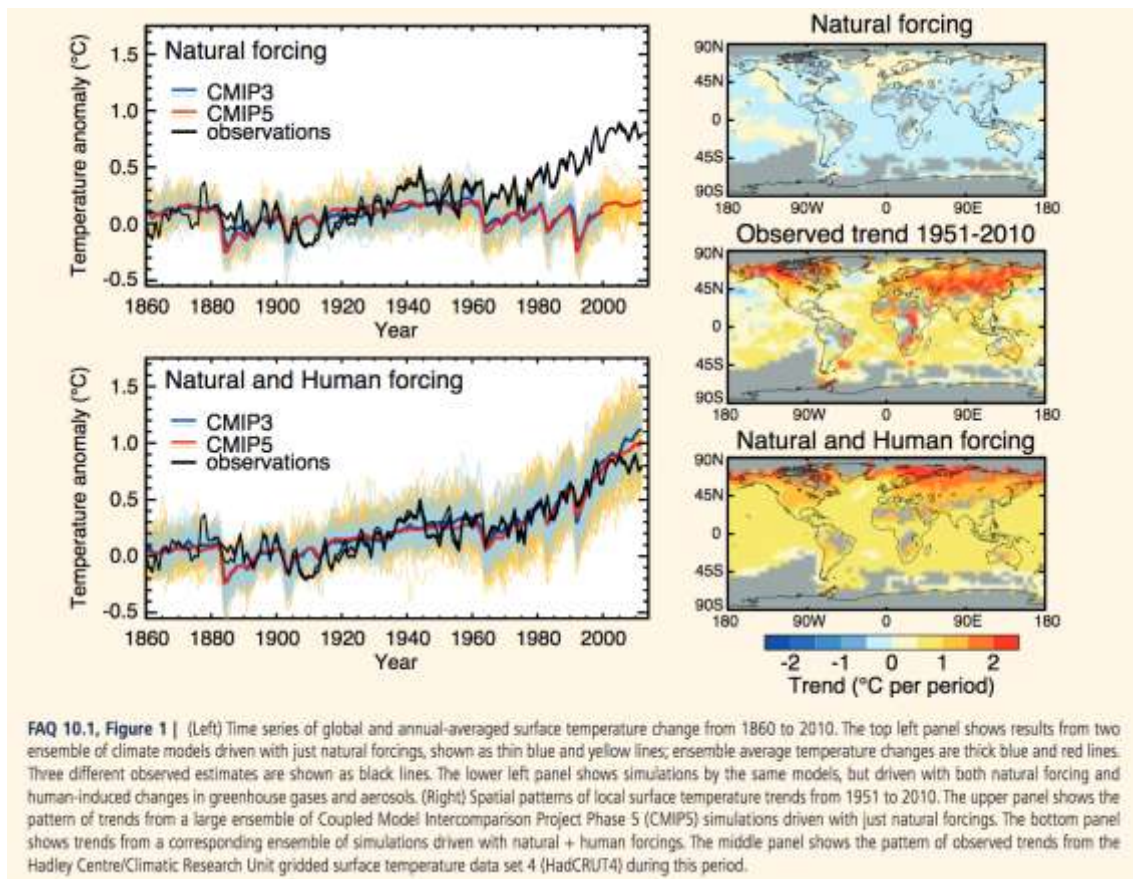 Natural forcing
CMIP3
CMIP5
observations
Temperature anomaly (°C)
1.5
1.0
0.5
0.0
-0.5
1860 1880 1900 1920 1940 1960 1980 2000
Year
Natural and Human forcing
CMIP3
CMIP5
observations
Temperature anomaly (°C)
1.5
1.0
0.5
0.0
-0.5
1860 1880 1900 1920 1940 1960 1980 2000
Year
Natural forcing
90N
45N
0
45S
90S
180 90W 0 90E 180
Observed trend 1951-2010
90N
45N
0
45S
90S
180 90W 0 90E 180
Natural and Human forcing
90N
45N
0
45S
90S
180 90W 0 90E 180
-2 -1 0 1 2
Trend (°C per period)
FAQ 10.1, Figure 1 | (Left) Time series of global and annual-averaged surface temperature change from 1860 to 2010. The top left panel shows results from two
ensemble of climate models driven with just natural forcings, shown as thin blue and yellow lines; ensemble average temperature changes are thick blue and red lines.
Three different observed estimates are shown as black lines. The lower left panel shows simulations by the same models, but driven with both natural forcing and
human-induced changes in greenhouse gases and aerosols. (Right) Spatial patterns of local surface temperature trends from 1951 to 2010. The upper panel shows the
pattern of trends from a large ensemble of Coupled Model Intercomparison Project Phase 5 (CMIP5) simulations driven with just natural forcings. The bottom panel
shows trends from a corresponding ensemble of simulations driven with natural + human forcings. The middle panel shows the pattern of observed trends from the
Hadley Centre/Climatic Research Unit gridded surface temperature data set 4 (HadCRUT4) during this period.